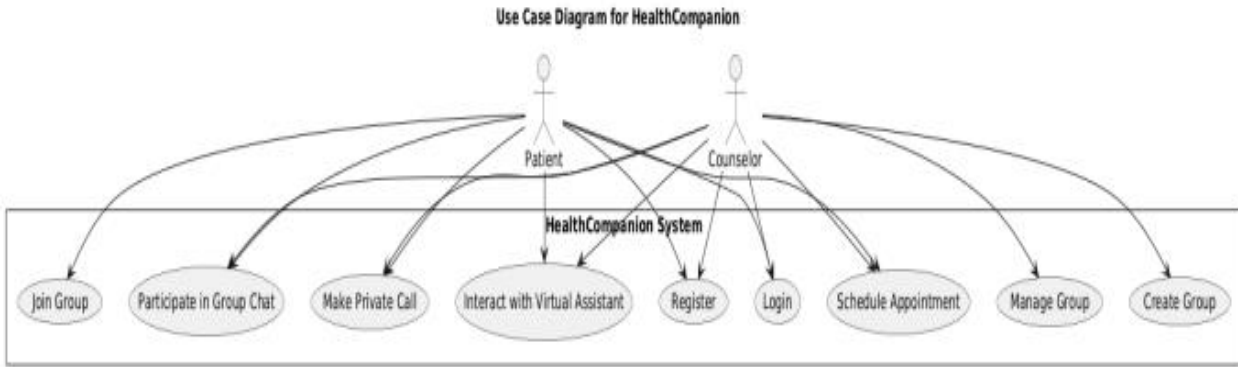 Use Case Diagram for HealthCompanion
Patient
Counselor
HealthCompanion System
Join Group
Participate in Group Chat
Make Private Call
Interact with Virtual Assistant
Register
Login
Schedule Appointment
Manage Group
Create Group